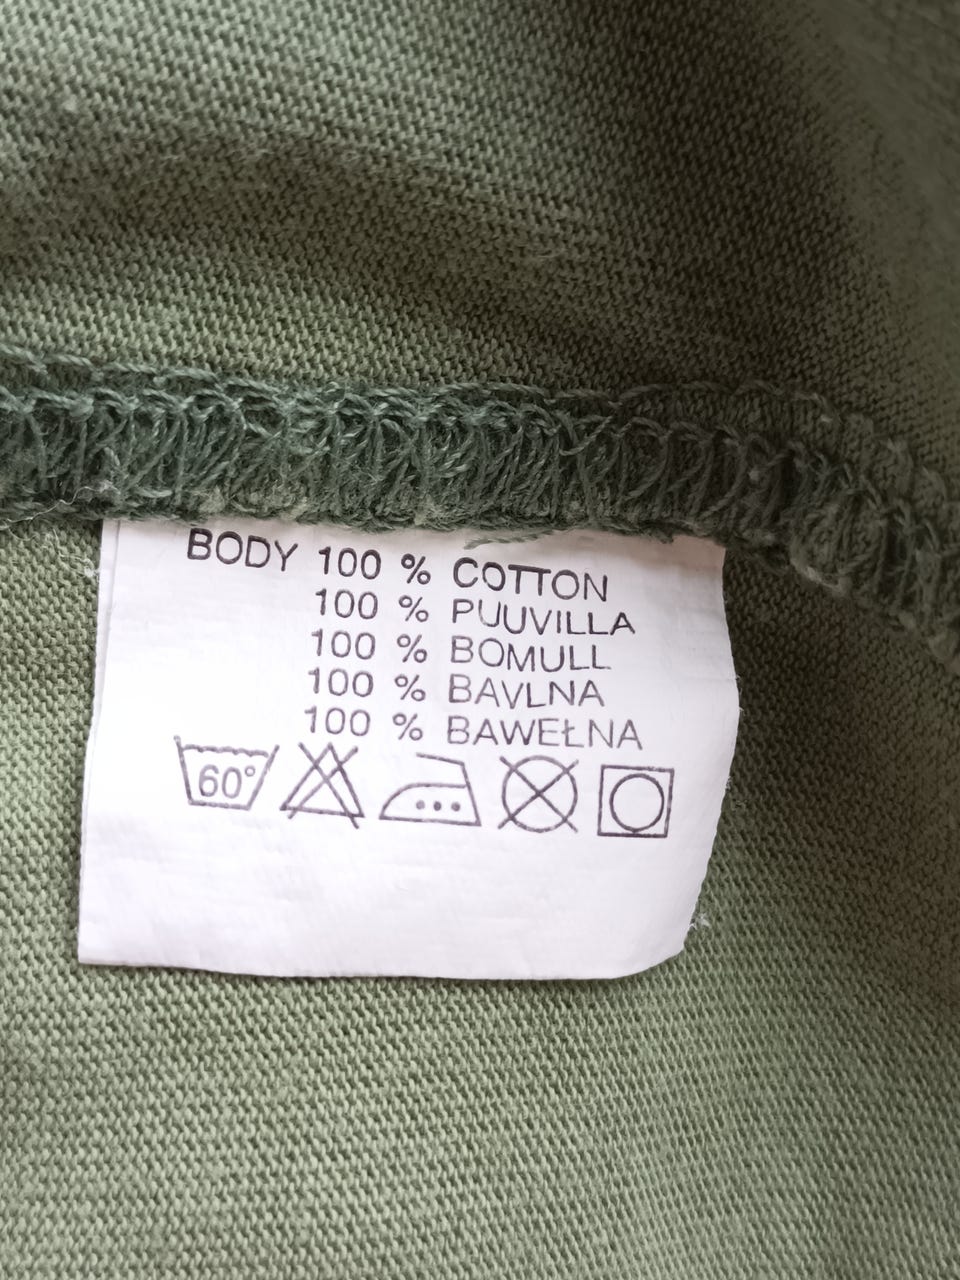 BODY 100 % COTTON
100 % PUUVILLA
100 % BOMULL
100 % BAVLNA
100 % BAWEŁNA
60°